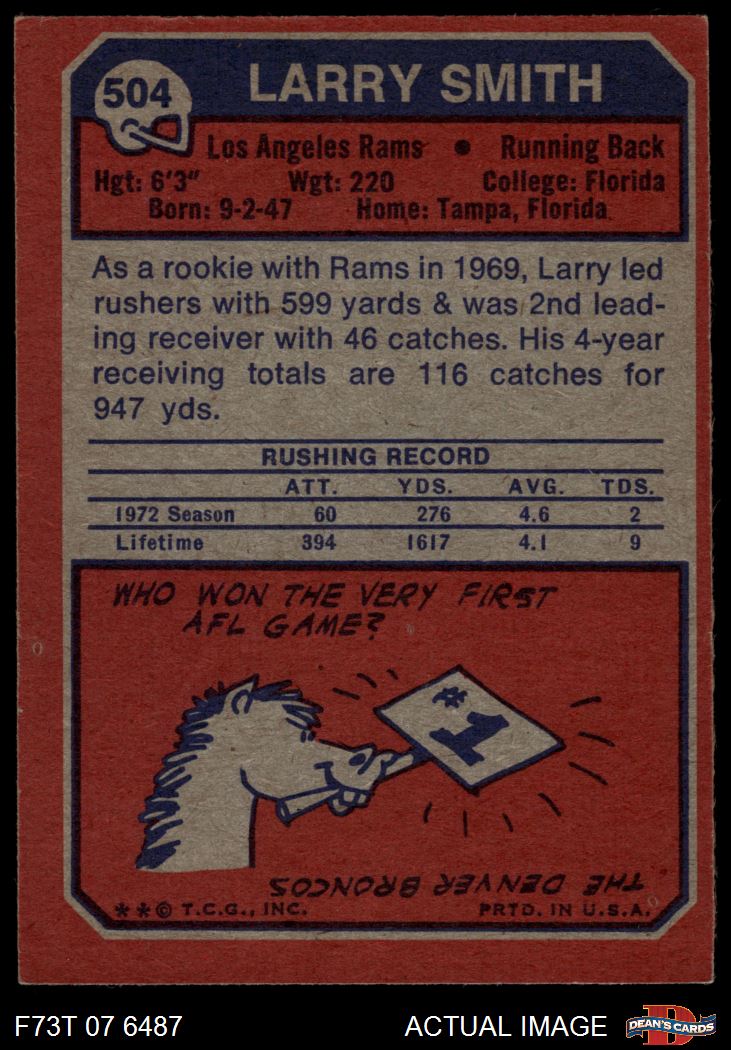 504
LARRY SMITH
Los Angeles Rams • Running Back
Hgt: 6'3" Wgt: 220 College: Florida
Born: 9-2-47 Home: Tampa, Florida
As a rookie with Rams in 1969, Larry led
rushers with 599 yards & was 2nd lead-
ing receiver with 46 catches. His 4-year
receiving totals are 116 catches for
947 yds.
RUSHING RECORD
ATT. YDS. AVG. TDS.
1972 Season 60 276 4.6 2
Lifetime 394 1617 4.1 9
WHO WON THE VERY FIRST
AFL GAME?
#1
THE DENVER BRONCOS
**© T.C.G., INC. PRTD. IN U.S.A.
F73T 07 6487 ACTUAL IMAGE
D
DEAN'S CARDS